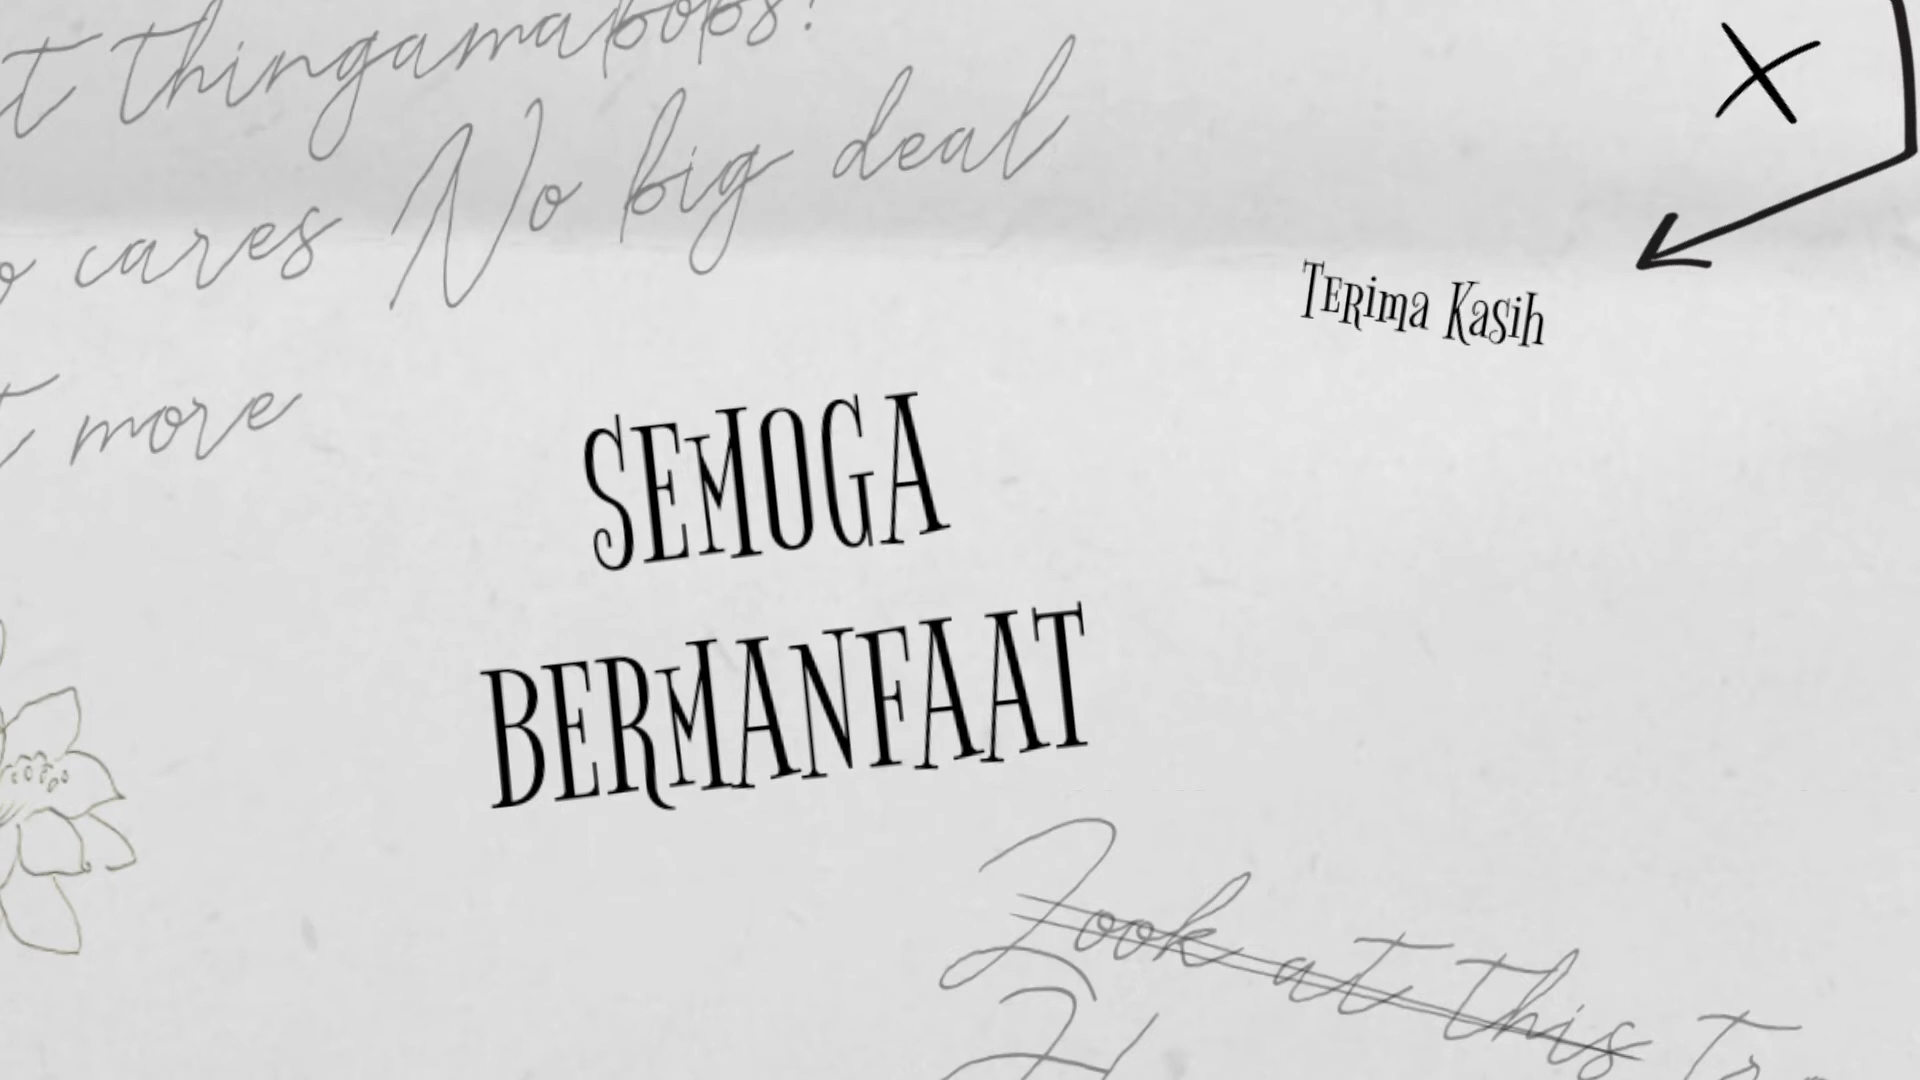 thingamabobs!
cares No big deal
more
Terima Kasih
SEMOGA
BERMANFAAT
Look at this